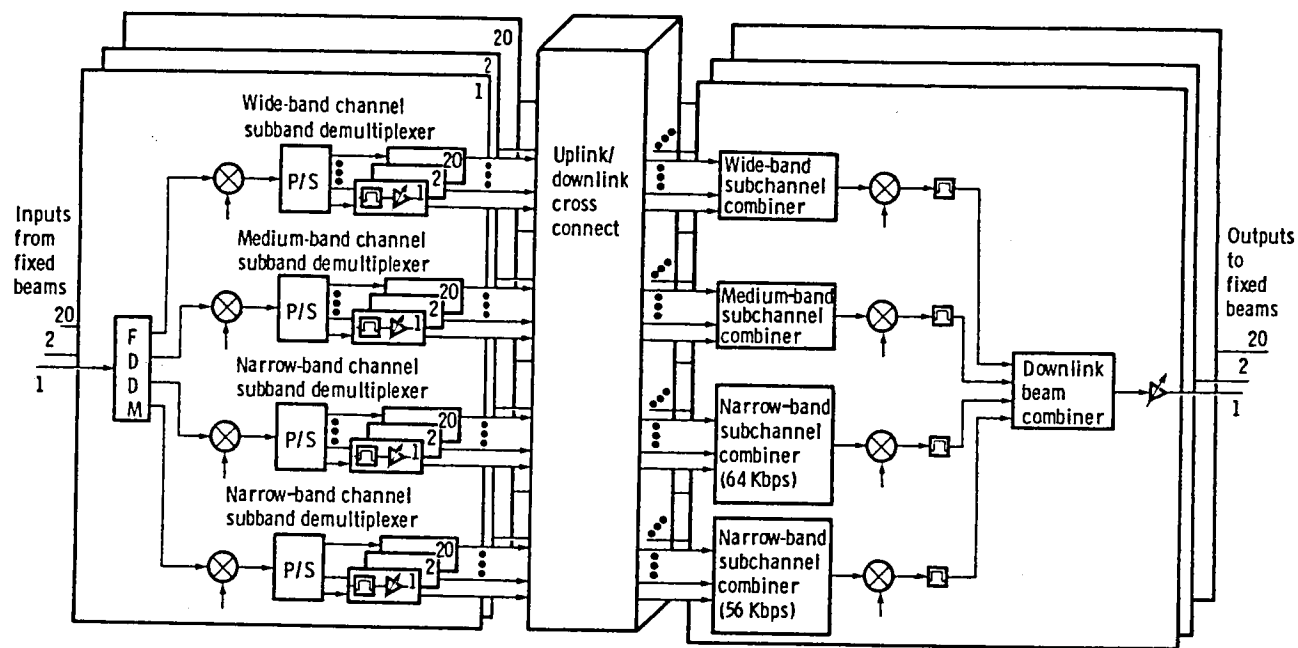 20
2
1
Wide-band channel
subband demultiplexer
P/S
20
2
1
Medium-band channel
subband demultiplexer
P/S
20
2
1
Narrow-band channel
subband demultiplexer
P/S
20
2
1
Narrow-band channel
subband demultiplexer
P/S
20
2
1
Inputs
from
fixed
beams
20
2
1
F
D
D
M
Uplink/
downlink
cross
connect
Wide-band
subchannel
combiner
Medium-band
subchannel
combiner
Narrow-band
subchannel
combiner
(64 Kbps)
Narrow-band
subchannel
combiner
(56 Kbps)
Downlink
beam
combiner
Outputs
to
fixed
beams
20
2
1